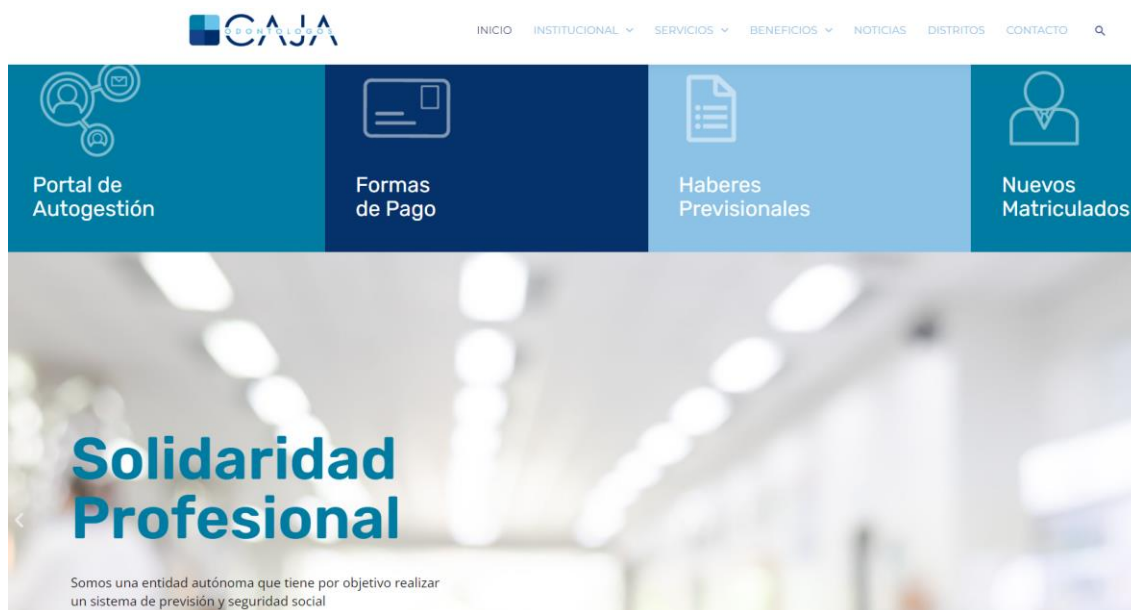 CAJA
ODONTOLOGOS
INICIO INSTITUCIONAL SERVICIOS BENEFICIOS NOTICIAS DISTRITOS CONTACTO
Portal de
Autogestión
Formas
de Pago
Haberes
Previsionales
Nuevos
Matriculados
Solidaridad
Profesional
Somos una entidad autónoma que tiene por objetivo realizar
un sistema de previsión y seguridad social